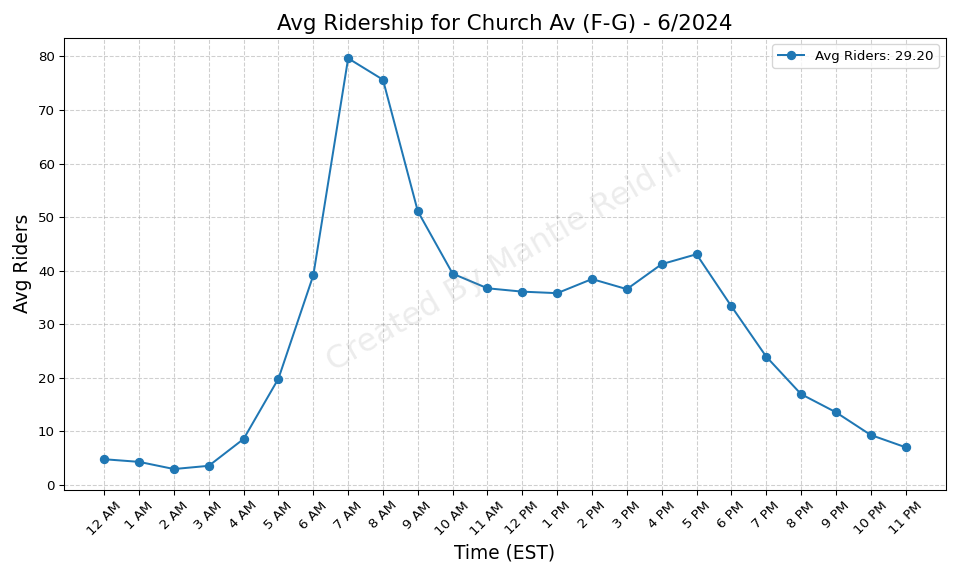 Avg Ridership for Church Av (F-G) - 6/2024
Avg Riders: 29.20
80
70
60
50
40
30
20
10
0
Avg Riders
Created By Mantie Reid II
12 AM
1 AM
2 AM
3 AM
4 AM
5 AM
6 AM
7 AM
8 AM
9 AM
10 AM
11 AM
12 PM
1 PM
2 PM
3 PM
4 PM
5 PM
6 PM
7 PM
8 PM
9 PM
10 PM
11 PM
Time (EST)